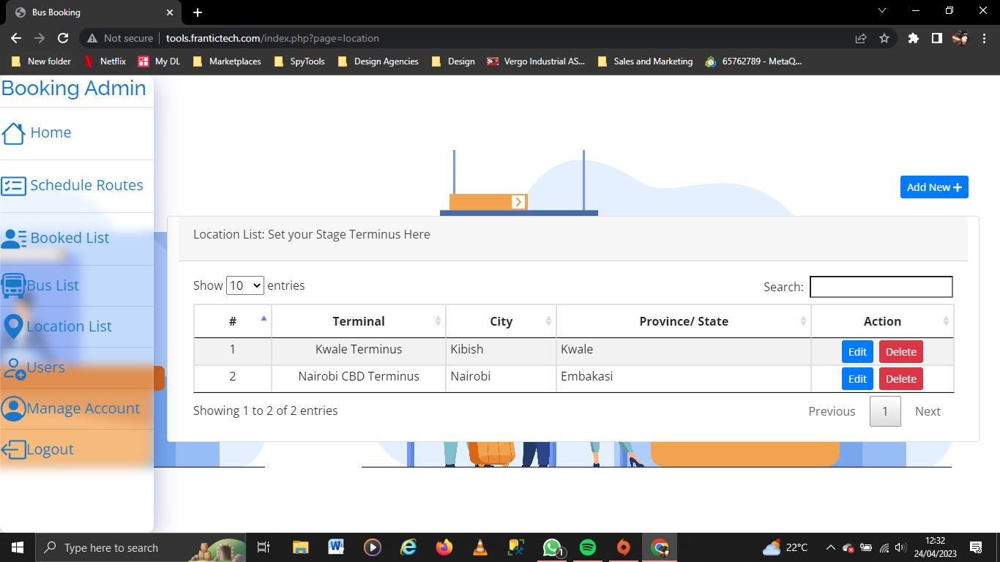 Bus Booking
Not secure tools.frantictech.com/index.php?page=location
New folder Netflix My DL Marketplaces SpyTools Design Agencies Design Vergo Industrial AS... Sales and Marketing 65762789 - MetaQ...
Booking Admin
Home
Schedule Routes
Booked List
Bus List
Location List
Users
Manage Account
Logout
Add New
Location List: Set your Stage Terminus Here
Show 10 entries
Search:
# Terminal City Province/ State Action
1 Kwale Terminus Kibish Kwale Edit Delete
2 Nairobi CBD Terminus Nairobi Embakasi Edit Delete
Showing 1 to 2 of 2 entries
Previous 1 Next
Type here to search
1
22°C
12:32
24/04/2023